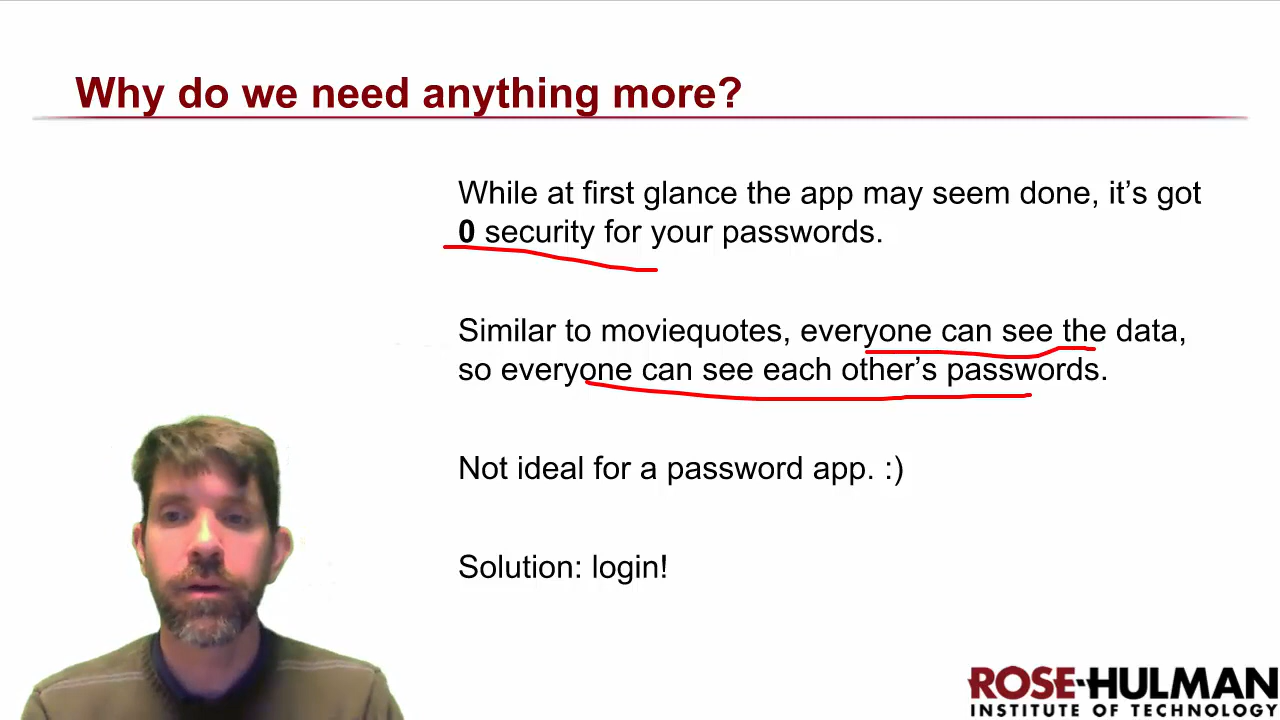 Why do we need anything more?
While at first glance the app may seem done, it’s got
0 security for your passwords.
Similar to moviequotes, everyone can see the data,
so everyone can see each other’s passwords.
Not ideal for a password app. :)
Solution: login!
ROSE-HULMAN
INSTITUTE OF TECHNOLOGY